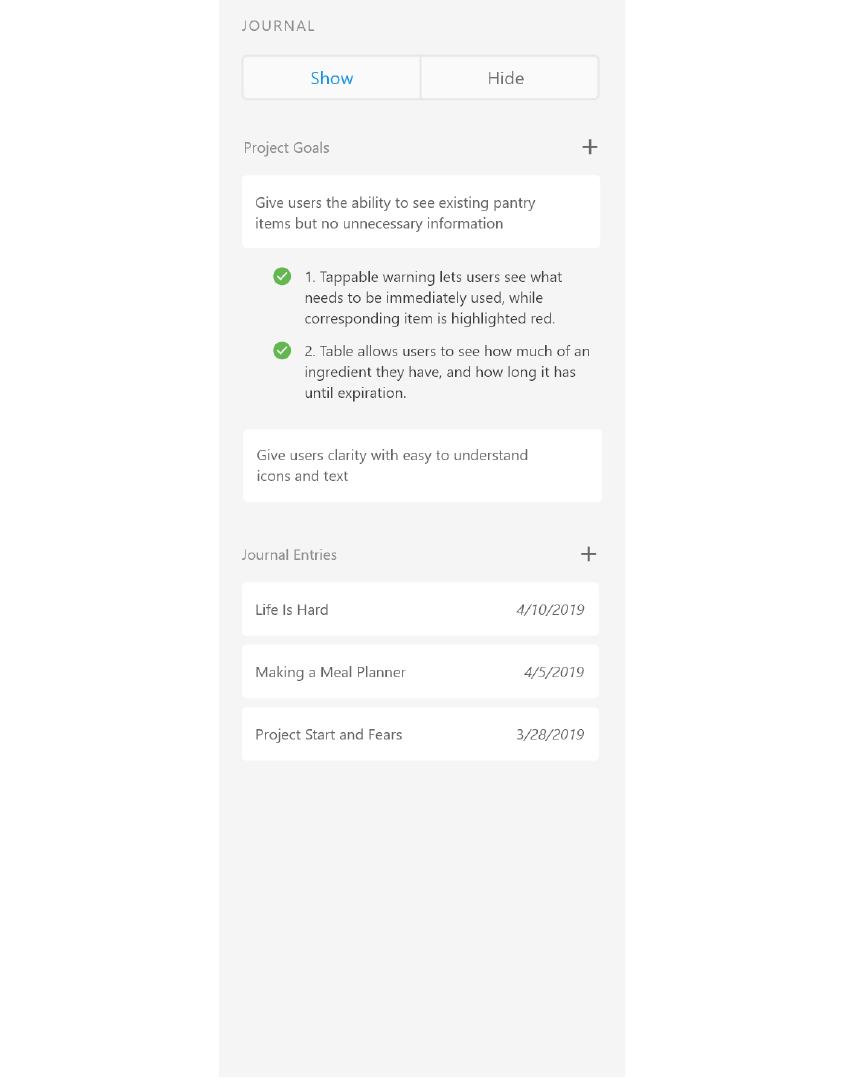 JOURNAL
Show
Hide
Project Goals
Give users the ability to see existing pantry
items but no unnecessary information
1. Tappable warning lets users see what
needs to be immediately used, while
corresponding item is highlighted red.
2. Table allows users to see how much of an
ingredient they have, and how long it has
until expiration.
Give users clarity with easy to understand
icons and text
Journal Entries
Life Is Hard 4/10/2019
Making a Meal Planner 4/5/2019
Project Start and Fears 3/28/2019